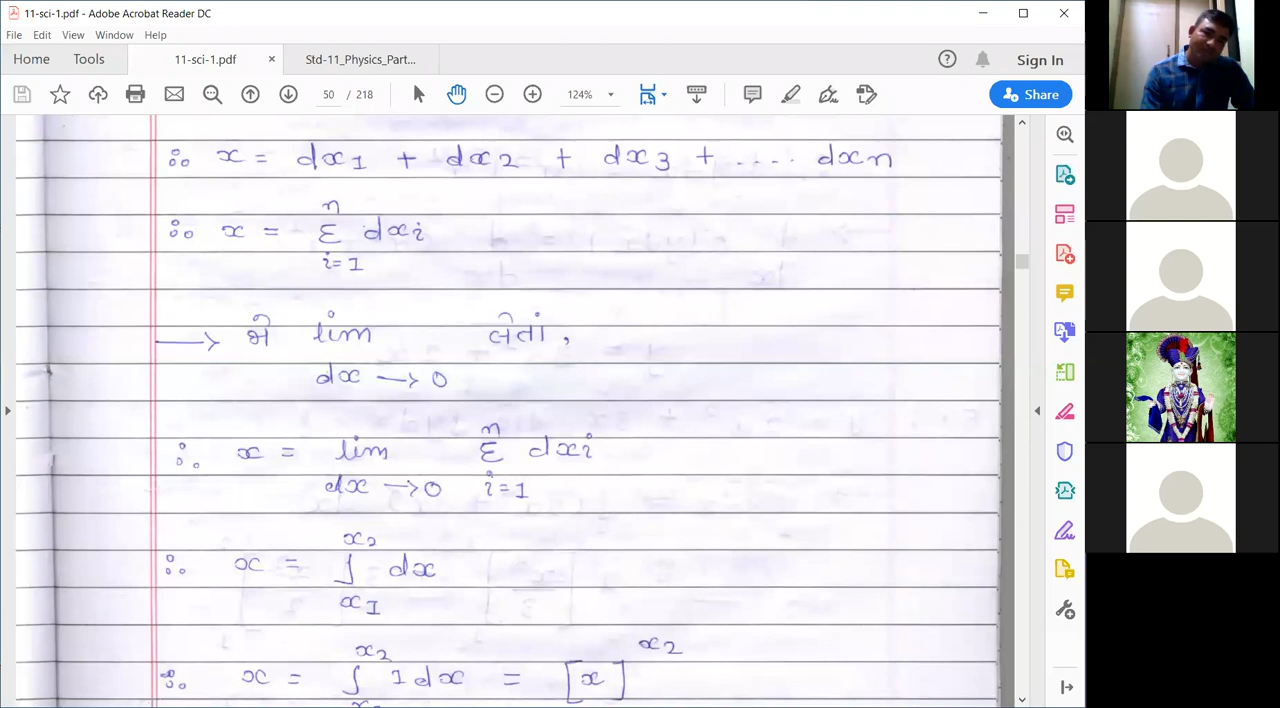 11-sci-1.pdf - Adobe Acrobat Reader DC
File Edit View Window Help
Home Tools 11-sci-1.pdf × Std-11_Physics_Part... Sign In
50 / 218 124% Share
∴ x = dx1 + dx2 + dx3 + .... dxn
n
∴ x = Σ dxi
i=1
→ જો lim લેતાં,
dx → 0
n
∴ x = lim Σ dxi
dx → 0 i=1
x2
∴ x = ∫ dx
x1
x2 x2
∴ x = ∫ 1 dx = [x]